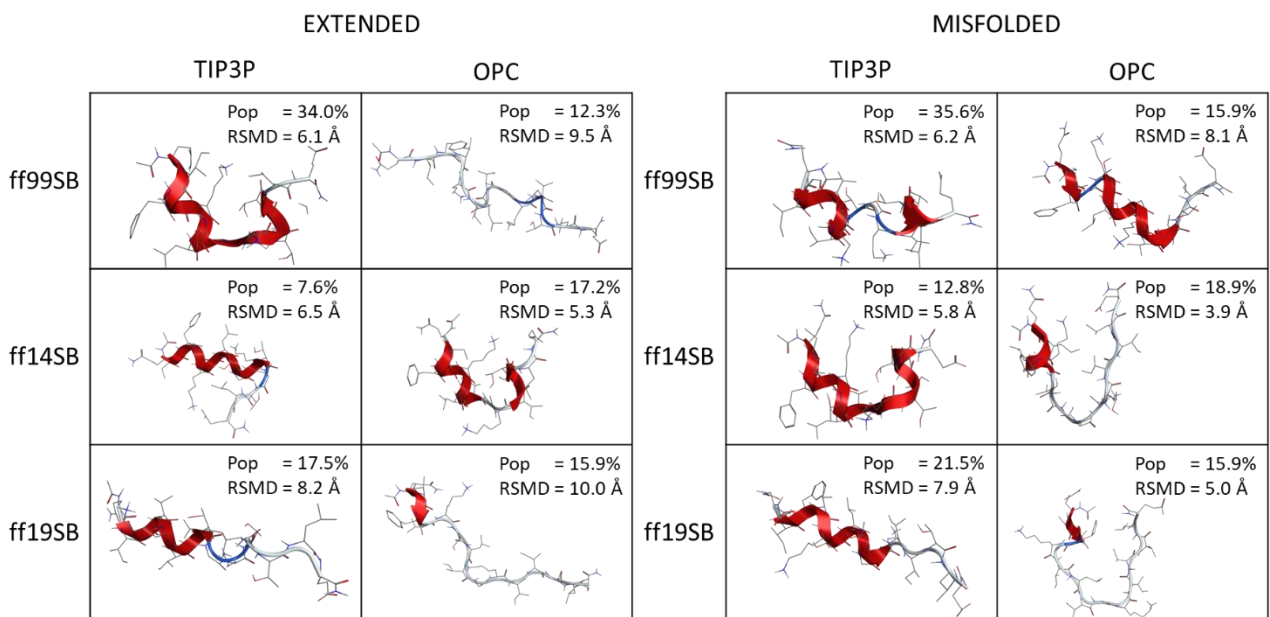 EXTENDED
MISFOLDED
TIP3P
OPC
TIP3P
OPC
ff99SB
Pop = 34.0%
RSMD = 6.1 Å
Pop = 12.3%
RSMD = 9.5 Å
ff99SB
Pop = 35.6%
RSMD = 6.2 Å
Pop = 15.9%
RSMD = 8.1 Å
ff14SB
Pop = 7.6%
RSMD = 6.5 Å
Pop = 17.2%
RSMD = 5.3 Å
ff14SB
Pop = 12.8%
RSMD = 5.8 Å
Pop = 18.9%
RSMD = 3.9 Å
ff19SB
Pop = 17.5%
RSMD = 8.2 Å
Pop = 15.9%
RSMD = 10.0 Å
ff19SB
Pop = 21.5%
RSMD = 7.9 Å
Pop = 15.9%
RSMD = 5.0 Å